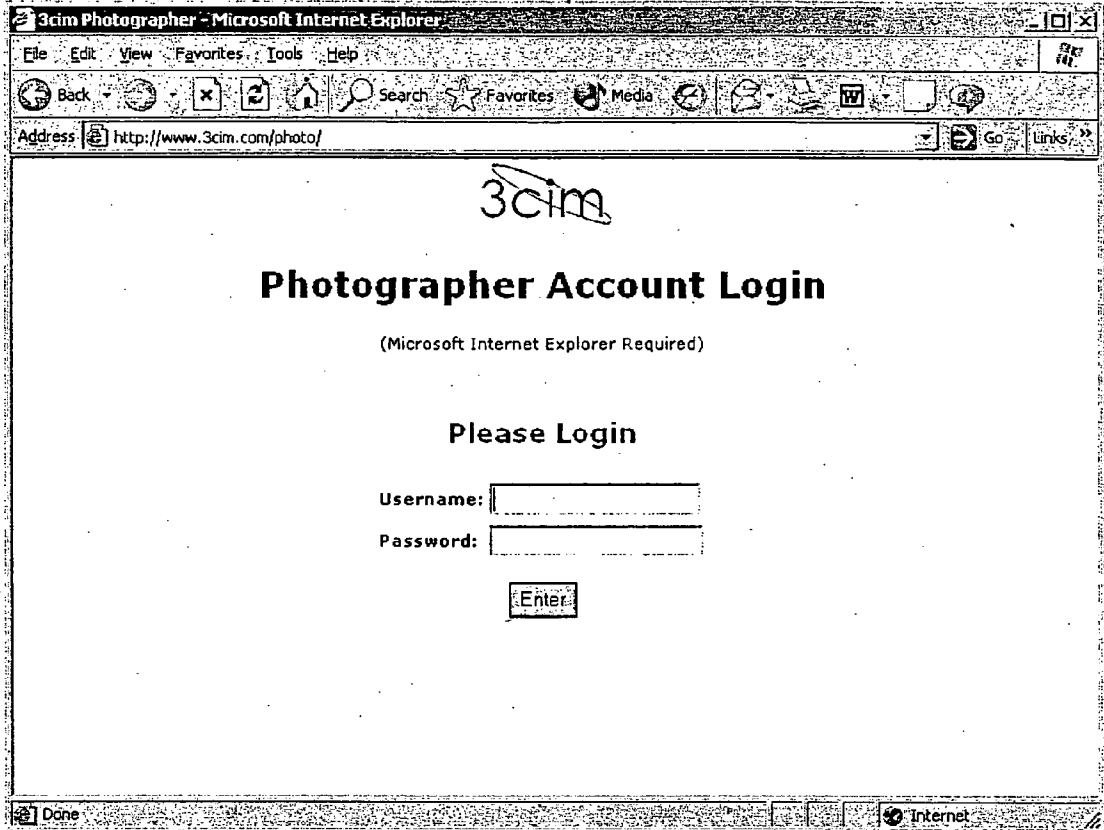 3cim Photographer - Microsoft Internet Explorer
File Edit View Favorites Tools Help
Back Search Favorites Media
Address http://www.3cim.com/photo/ Go Links »
3cim
Photographer Account Login
(Microsoft Internet Explorer Required)
Please Login
Username:
Password:
Enter
Done Internet